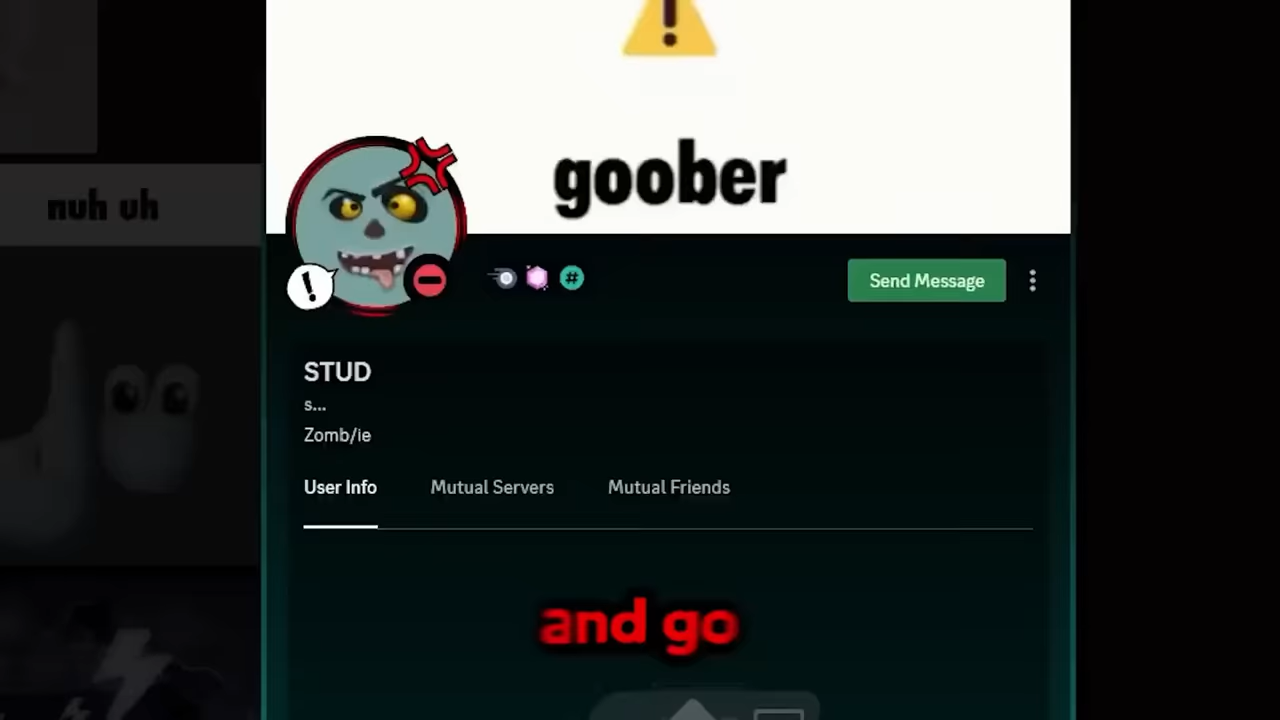 goober
nuh uh
Send Message
STUD
s...
Zomb/ie
User Info
Mutual Servers
Mutual Friends
and go